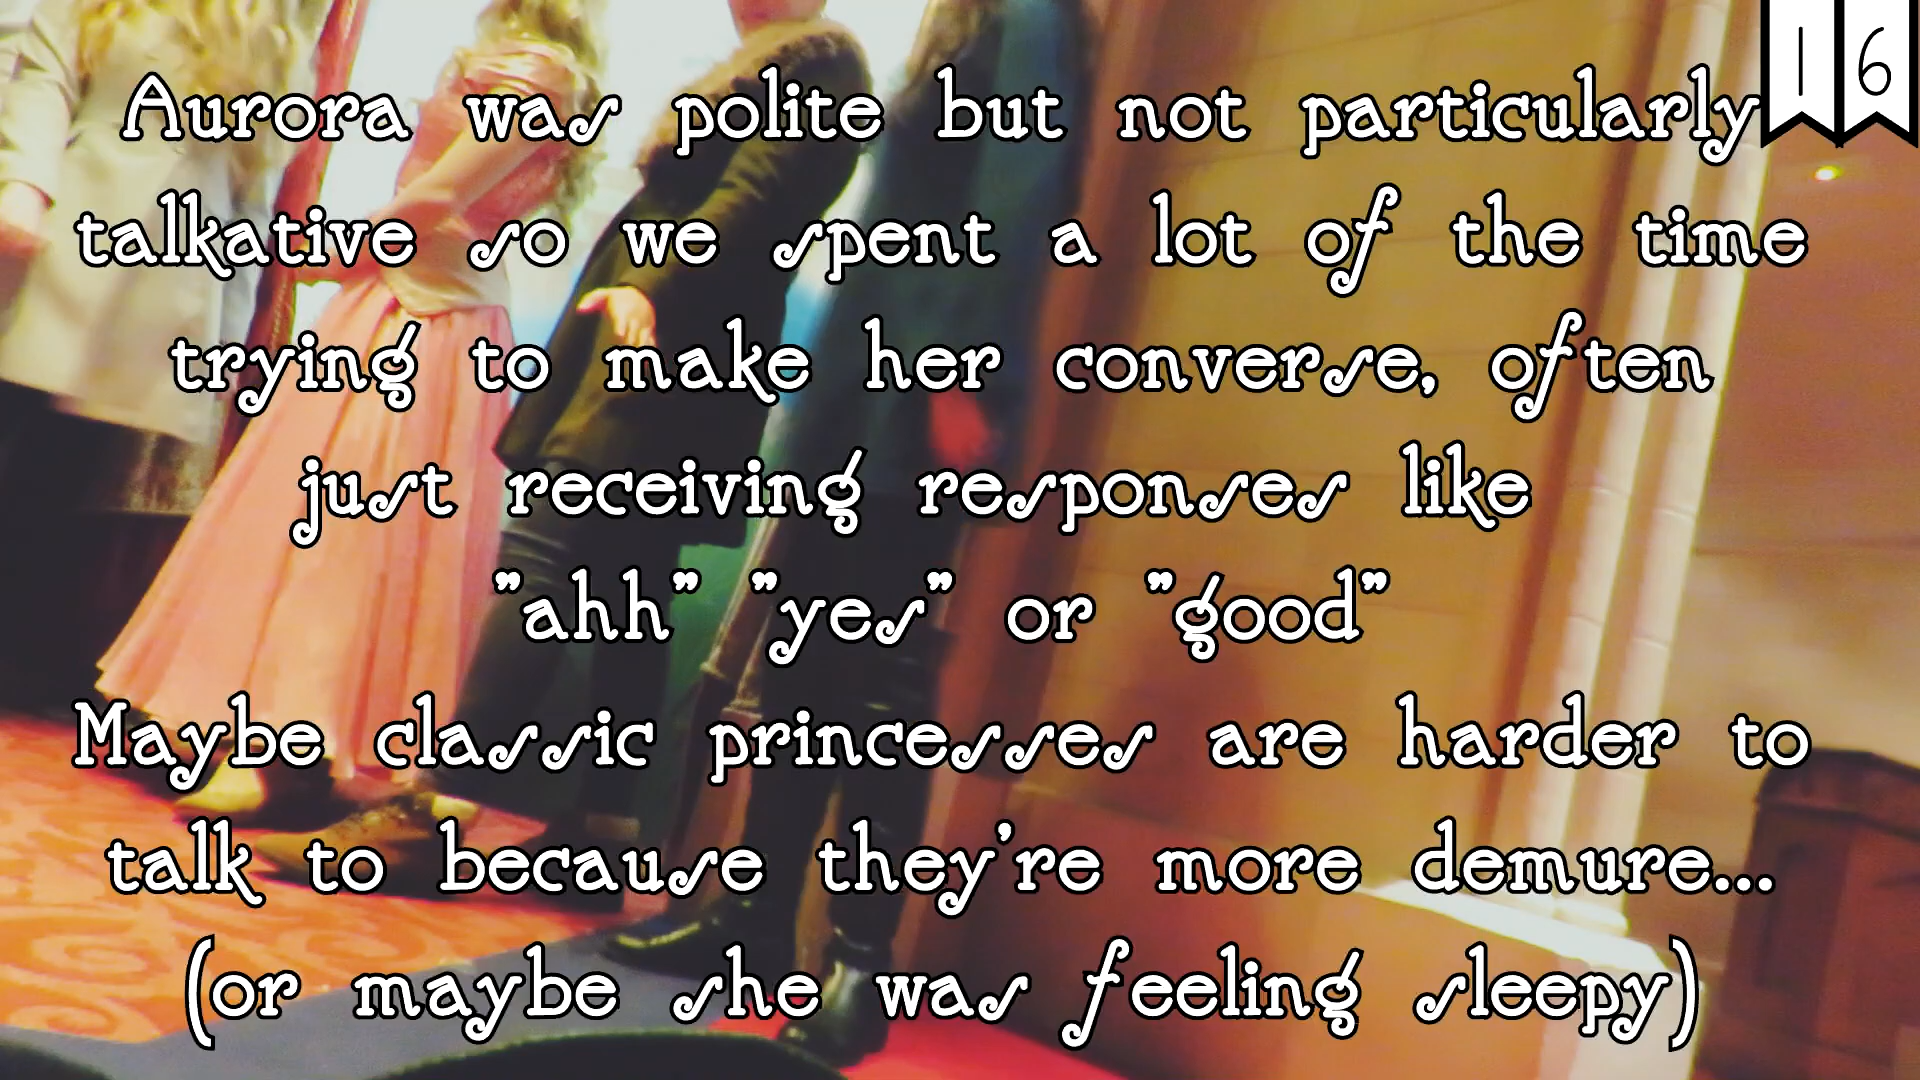 16
Aurora was polite but not particularly
talkative so we spent a lot of the time
trying to make her converse, often
just receiving responses like
"ahh" "yes" or "good"
Maybe classic princesses are harder to
talk to because they're more demure...
(or maybe she was feeling sleepy)